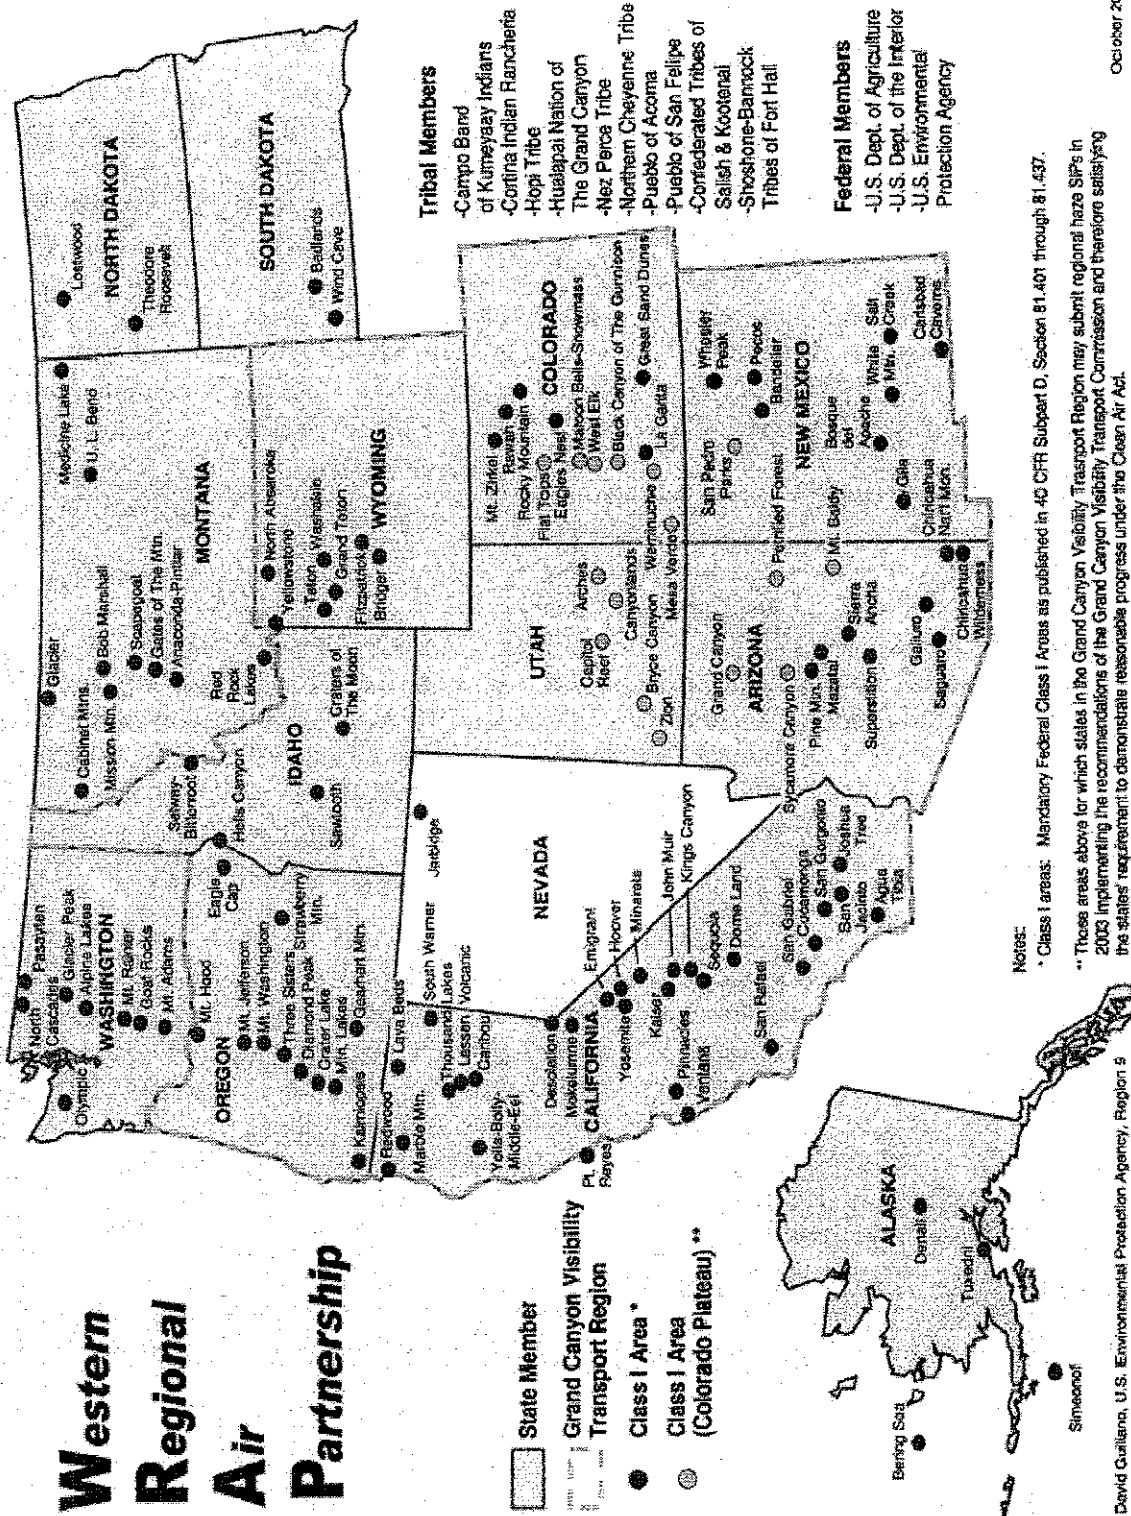 Western
Regional
Air
Partnership
State Member
Grand Canyon Visibility
Transport Region
Class I Area *
Class I Area
(Colorado Plateau) **
WASHINGTON
Pasayten
North
Cascades
Glacier Peak
Olympic
Alpine Lakes
Mt. Rainier
Goat Rocks
Mt. Adams
OREGON
Mt. Hood
Mt. Jefferson
Mt. Washington
Three Sisters
Strawberry
Mtn.
Eagle
Cap
Hells Canyon
Diamond Peak
Crater Lake
Mtn. Lakes
Gearhart Mtn.
Kalmiopsis
CALIFORNIA
Redwood
Lava Beds
Marble Mtn.
South Warner
Thousand Lakes
Lassen Volcanic
Caribou
Yolla-Bolly-
Middle-Eel
Desolation
Mokelumne
Pt.
Reyes
Emigrant
Hoover
Yosemite
Minarets
Kaiser
John Muir
Kings Canyon
Pinnacles
Ventana
Sequoia
Dome Land
San Rafael
San Gabriel
Cucamonga
San Gorgonio
San
Jacinto
Joshua
Tree
Agua
Tibia
NEVADA
Jarbidge
IDAHO
Selway-
Bitterroot
Sawtooth
Craters of
The Moon
MONTANA
Glacier
Cabinet Mtns.
Bob Marshall
Mission Mtn.
Scapegoat
Gates of The Mtn.
Anaconda-Pintlar
Red
Rock
Lakes
Medicine Lake
U. L. Bend
WYOMING
North Absaroka
Yellowstone
Washakie
Teton
Grand Teton
Fitzpatrick
Bridger
NORTH DAKOTA
Lostwood
Theodore
Roosevelt
SOUTH DAKOTA
Badlands
Wind Cave
UTAH
Arches
Capitol
Reef
Canyonlands
Bryce Canyon
Zion
COLORADO
Mt. Zirkel
Rawah
Rocky Mountain
Flat Tops
Eagles Nest
Maroon Bells-Snowmass
West Elk
Black Canyon of The Gunnison
Great Sand Dunes
La Garita
Weminuche
Mesa Verde
ARIZONA
Grand Canyon
Sycamore Canyon
Petrified Forest
Mt. Baldy
Pine Mtn.
Mazatzal
Sierra
Ancha
Superstition
Galiuro
Saguaro
Chiricahua
Wilderness
Chiricahua
Nat'l Mon.
NEW MEXICO
Wheeler
Peak
San Pedro
Parks
Pecos
Bandelier
Bosque
del
Apache
White
Mtn.
Salt
Creek
Gila
Carlsbad
Caverns
ALASKA
Denali
Tuxedni
Bering Sea
Simeonof
Tribal Members
-Campo Band
of Kumeyaay Indians
-Cortina Indian Rancheria
-Hopi Tribe
-Hualapai Nation of
The Grand Canyon
-Nez Perce Tribe
-Northern Cheyenne Tribe
-Pueblo of Acoma
-Pueblo of San Felipe
-Confederated Tribes of
Salish & Kootenai
-Shoshone-Bannock
Tribes of Fort Hall
Federal Members
-U.S. Dept. of Agriculture
-U.S. Dept. of the Interior
-U.S. Environmental
Protection Agency
Notes:
* Class I areas: Mandatory Federal Class I Areas as published in 40 CFR Subpart D, Section 81.401 through 81.437.
** Those areas above for which states in the Grand Canyon Visibility Trasnport Region may submit regional haze SIPs in
2003 implementing the recommendations of the Grand Canyon Visibility Transport Commission and therefore satisfying
the states' requirement to demonstrate reasonable progress under the Clean Air Act.
David Guiliano, U.S. Environmental Protection Agency, Region 9
October